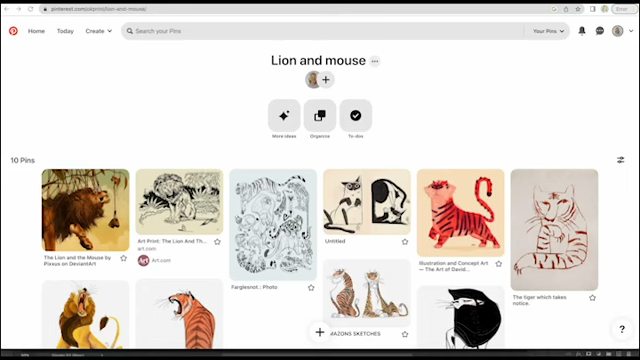 pinterest.com/ckprint/lion-and-mouse/
Error
Home
Today
Create
Search your Pins
Your Pins
Lion and mouse
More ideas
Organize
To-dos
10 Pins
The Lion and the Mouse by
Pixxus on DeviantArt
Art Print: The Lion And Th...
art.com
Art.com
Farglesnot.: Photo
Untitled
AMAZONS SKETCHES
Illustration and Concept Art
— The Art of David...
The tiger which takes
notice.
?